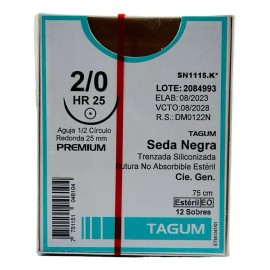 SN1115.K*
2/0
HR 25
LOTE: 2084993
ELAB: 08/2023
VCTO: 08/2028
R.S.: DM0122N
Aguja 1/2 Círculo
Redonda 25 mm
PREMIUM
TAGUM
Seda Negra
Trenzada Siliconizada
Sutura No Absorbible Estéril
Cie. Gen.
75 cm
Estéril EO
12 Sobres
TAGUM
7751151 046104